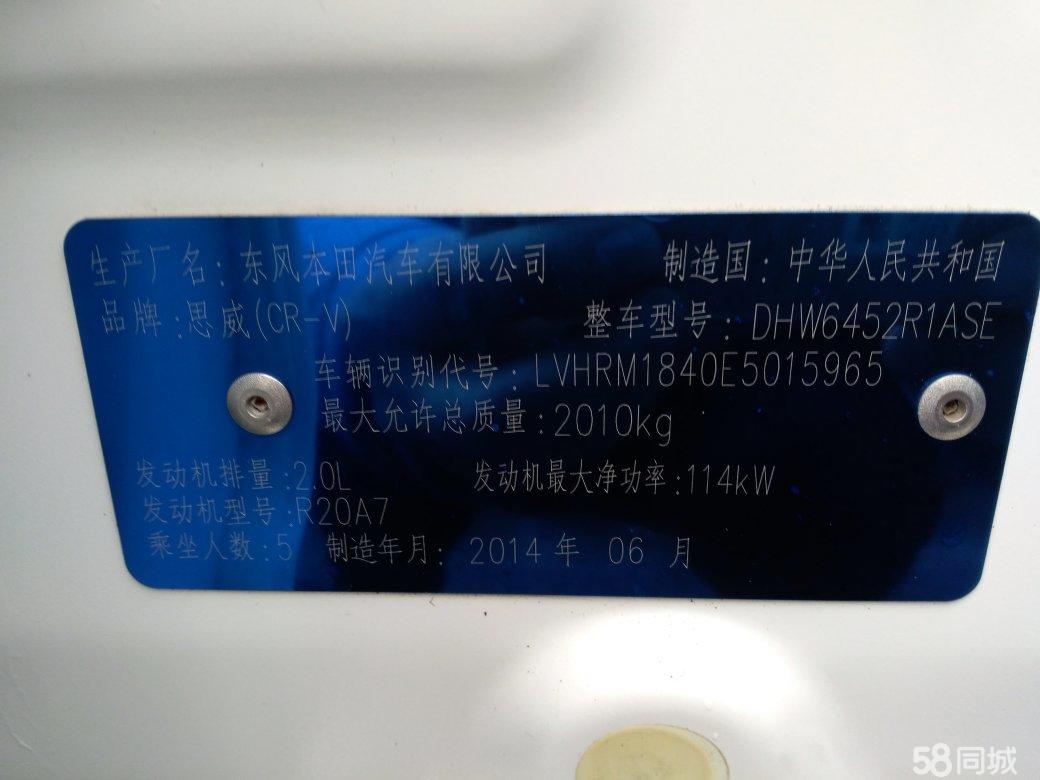 生产厂名：东风本田汽车有限公司 制造国：中华人民共和国
品牌：思威(CR-V) 整车型号：DHW6452R1ASE
车辆识别代号：LVHRM1840E5015965
最大允许总质量：2010kg
发动机排量：2.0L 发动机最大净功率：114kW
发动机型号：R20A7
乘坐人数：5 制造年月：2014 年 06 月
58同城